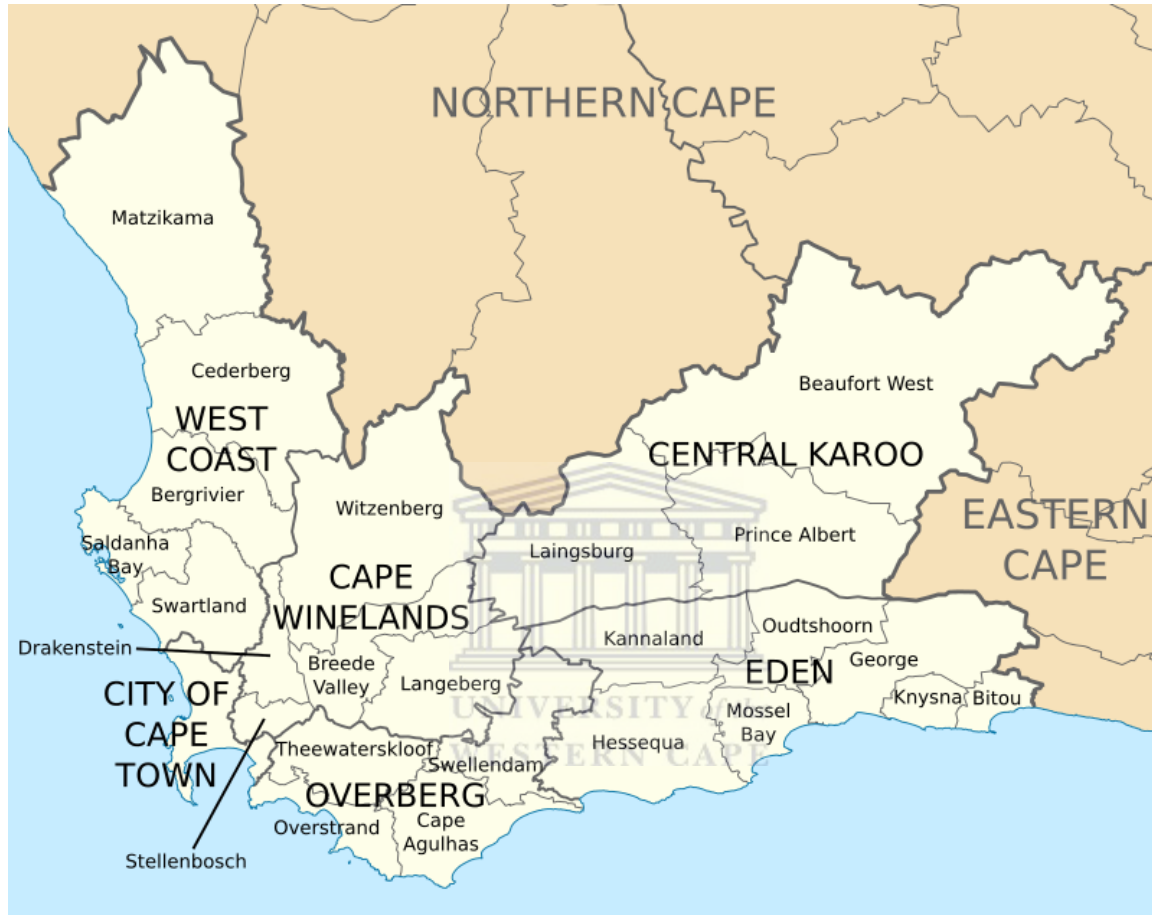 NORTHERN CAPE
Matzikama
Cederberg
Beaufort West
WEST
COAST
CENTRAL KAROO
Bergrivier
Witzenberg
EASTERN
CAPE
Saldanha
Bay
Laingsburg
Prince Albert
CAPE
WINELANDS
Swartland
Drakenstein
Kannaland
Oudtshoorn
Breede
Valley
Langeberg
EDEN
George
CITY OF
CAPE
TOWN
Knysna
Bitou
UNIVERSITY of the
WESTERN CAPE
Mossel
Bay
Hessequa
Theewaterskloof
Swellendam
OVERBERG
Overstrand
Cape
Agulhas
Stellenbosch